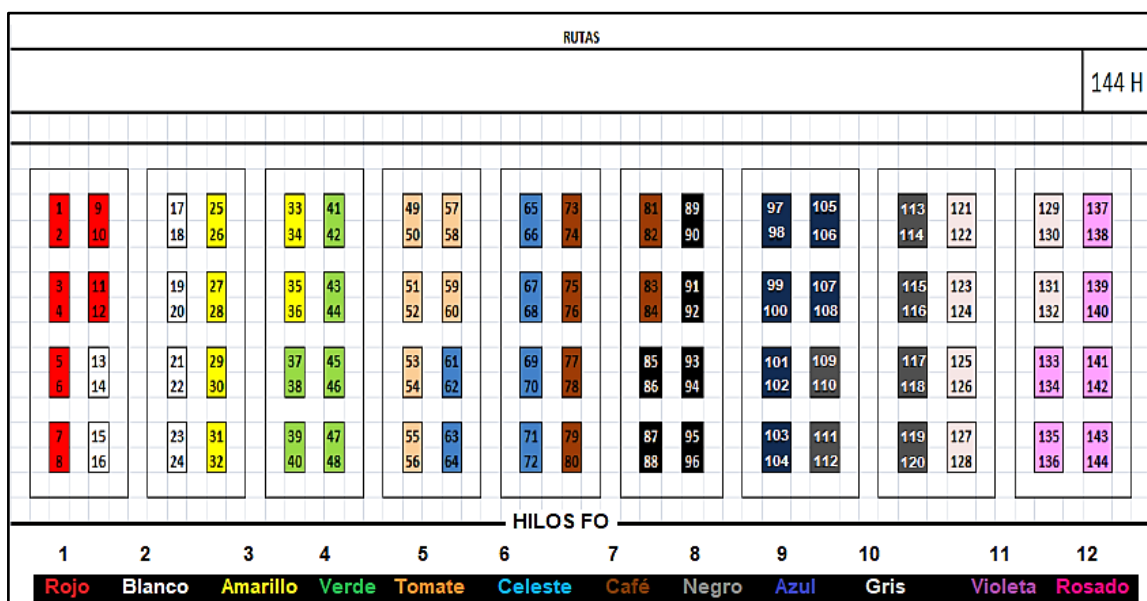 RUTAS
144 H
1 9 17 25 33 41 49 57 65 73 81 89 97 105 113 121 129 137
2 10 18 26 34 42 50 58 66 74 82 90 98 106 114 122 130 138
3 11 19 27 35 43 51 59 67 75 83 91 99 107 115 123 131 139
4 12 20 28 36 44 52 60 68 76 84 92 100 108 116 124 132 140
5 13 21 29 37 45 53 61 69 77 85 93 101 109 117 125 133 141
6 14 22 30 38 46 54 62 70 78 86 94 102 110 118 126 134 142
7 15 23 31 39 47 55 63 71 79 87 95 103 111 119 127 135 143
8 16 24 32 40 48 56 64 72 80 88 96 104 112 120 128 136 144
HILOS FO
1 2 3 4 5 6 7 8 9 10 11 12
Rojo Blanco Amarillo Verde Tomate Celeste Café Negro Azul Gris Violeta Rosado